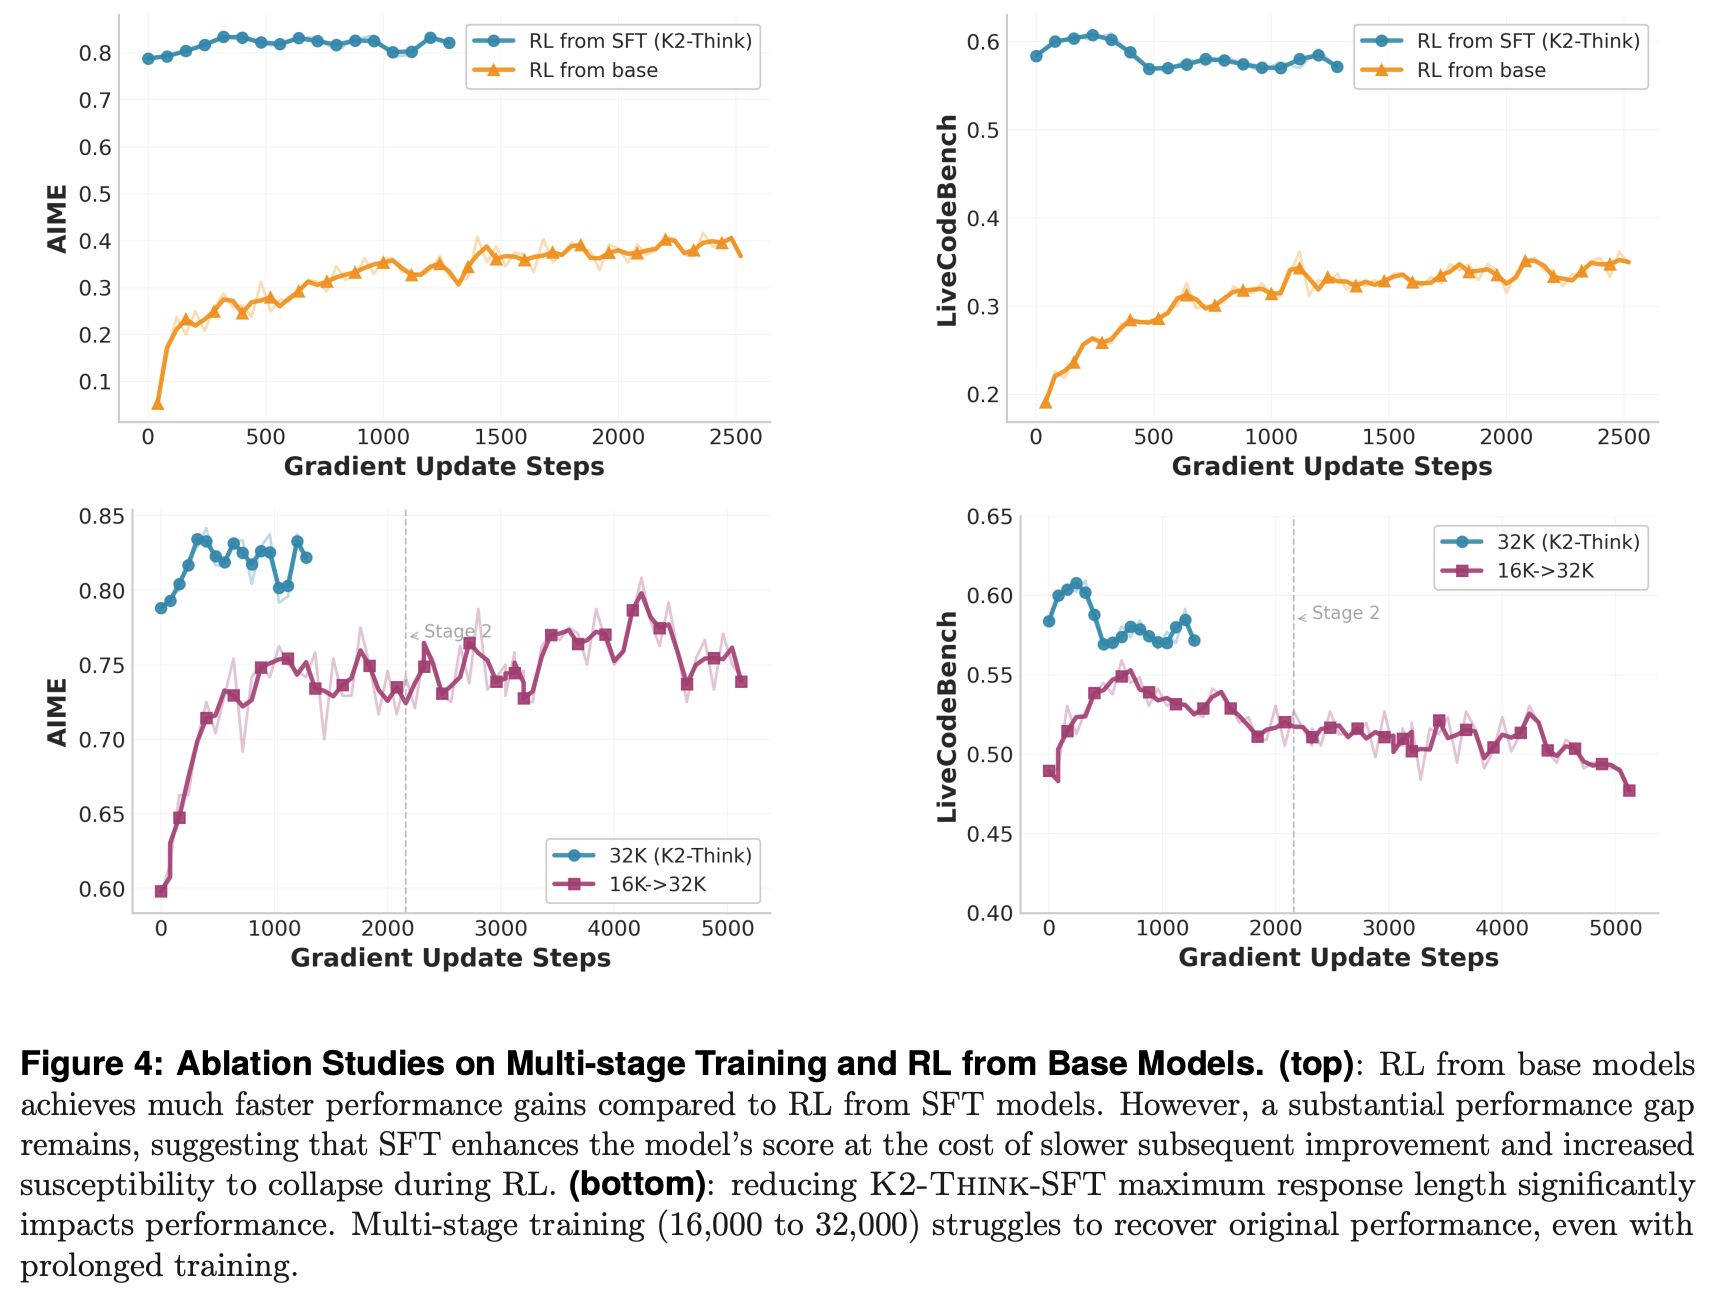 0.8
0.7
0.6
0.5
0.4
0.3
0.2
0.1
AIME
RL from SFT (K2-Think)
RL from base
0 500 1000 1500 2000 2500
Gradient Update Steps
0.6
0.5
0.4
0.3
0.2
LiveCodeBench
RL from SFT (K2-Think)
RL from base
0 500 1000 1500 2000 2500
Gradient Update Steps
0.85
0.80
0.75
0.70
0.65
0.60
AIME
Stage 2
32K (K2-Think)
16K->32K
0 1000 2000 3000 4000 5000
Gradient Update Steps
0.65
0.60
0.55
0.50
0.45
0.40
LiveCodeBench
32K (K2-Think)
16K->32K
Stage 2
0 1000 2000 3000 4000 5000
Gradient Update Steps
Figure 4: Ablation Studies on Multi-stage Training and RL from Base Models. (top): RL from base models
achieves much faster performance gains compared to RL from SFT models. However, a substantial performance gap
remains, suggesting that SFT enhances the model's score at the cost of slower subsequent improvement and increased
susceptibility to collapse during RL. (bottom): reducing K2-THINK-SFT maximum response length significantly
impacts performance. Multi-stage training (16,000 to 32,000) struggles to recover original performance, even with
prolonged training.